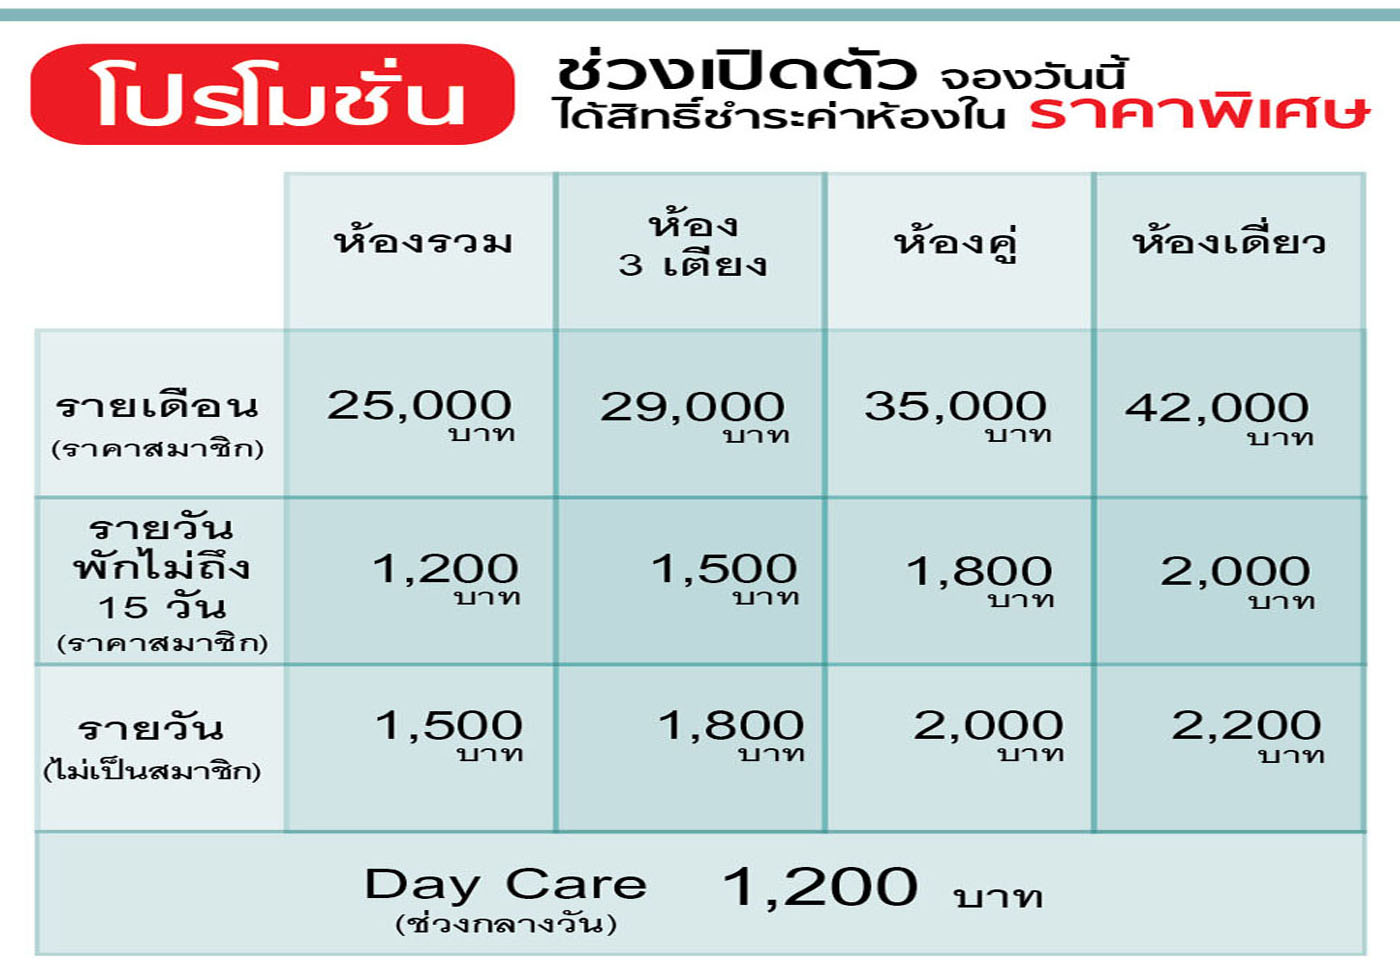 โปรโมชั่น
ช่วงเปิดตัว จองวันนี้
ได้สิทธิ์ชำระค่าห้องใน ราคาพิเศษ
ห้องรวม
ห้อง
3 เตียง
ห้องคู่
ห้องเดี่ยว
รายเดือน
(ราคาสมาชิก)
25,000
บาท
29,000
บาท
35,000
บาท
42,000
บาท
รายวัน
พักไม่ถึง
15 วัน
(ราคาสมาชิก)
1,200
บาท
1,500
บาท
1,800
บาท
2,000
บาท
รายวัน
(ไม่เป็นสมาชิก)
1,500
บาท
1,800
บาท
2,000
บาท
2,200
บาท
Day Care 1,200 บาท
(ช่วงกลางวัน)